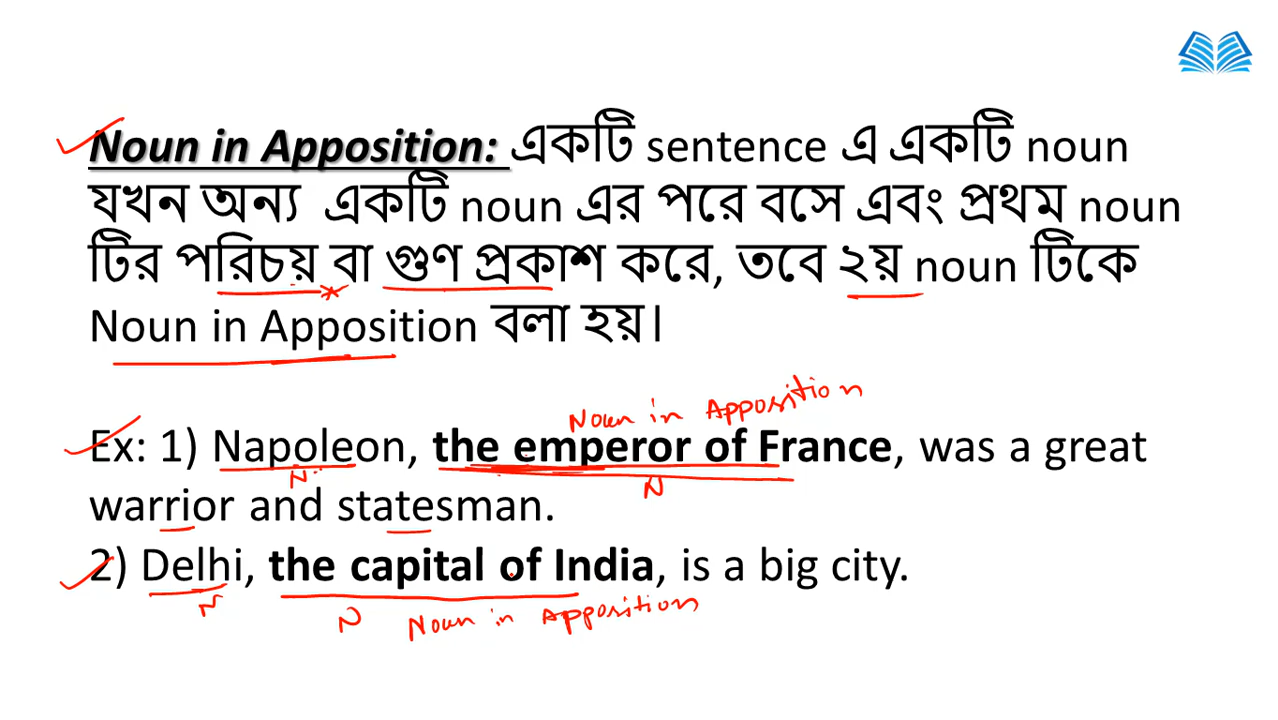 Noun in Apposition: একটি sentence এ একটি noun
যখন অন্য একটি noun এর পরে বসে এবং প্রথম noun
টির পরিচয় বা গুণ প্রকাশ করে, তবে ২য় noun টিকে
Noun in Apposition বলা হয়।
Noun in Apposition
Ex: 1) Napoleon, the emperor of France, was a great
N N
warrior and statesman.
2) Delhi, the capital of India, is a big city.
N N Noun in Apposition